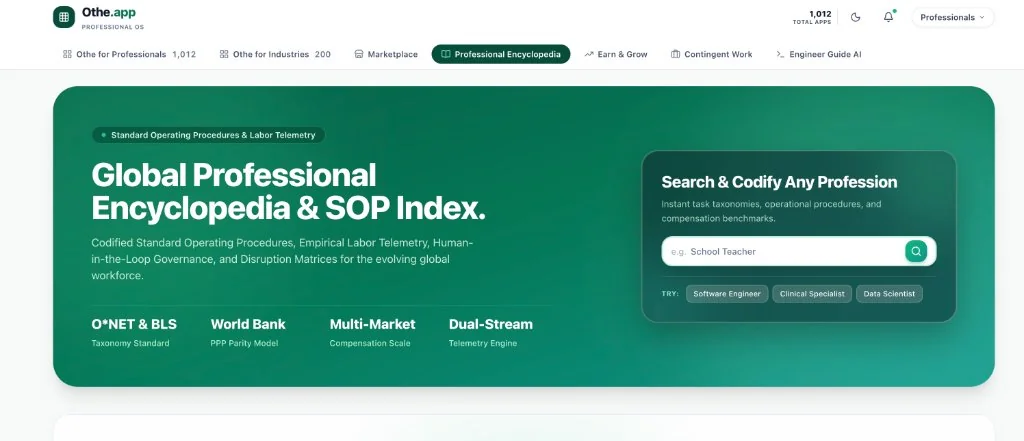 Othe.app
PROFESSIONAL OS
1,012
TOTAL APPS
Professionals
Othe for Professionals 1,012
Othe for Industries 200
Marketplace
Professional Encyclopedia
Earn & Grow
Contingent Work
Engineer Guide AI
Standard Operating Procedures & Labor Telemetry
Global Professional
Encyclopedia & SOP Index.
Codified Standard Operating Procedures, Empirical Labor Telemetry, Human-
in-the-Loop Governance, and Disruption Matrices for the evolving global
workforce.
O*NET & BLS
Taxonomy Standard
World Bank
PPP Parity Model
Multi-Market
Compensation Scale
Dual-Stream
Telemetry Engine
Search & Codify Any Profession
Instant task taxonomies, operational procedures, and
compensation benchmarks.
e.g. School Teacher
TRY:
Software Engineer
Clinical Specialist
Data Scientist